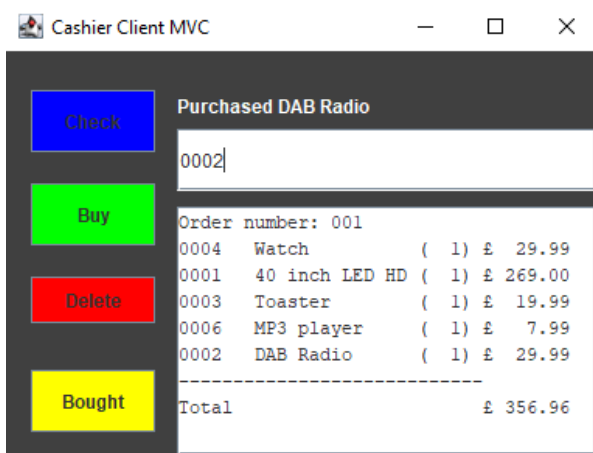 Cashier Client MVC
Check
Buy
Delete
Bought
Purchased DAB Radio
0002
Order number: 001
0004   Watch          (  1) £  29.99
0001   40 inch LED HD (  1) £ 269.00
0003   Toaster        (  1) £  19.99
0006   MP3 player     (  1) £   7.99
0002   DAB Radio      (  1) £  29.99
----------------------------
Total                       £ 356.96